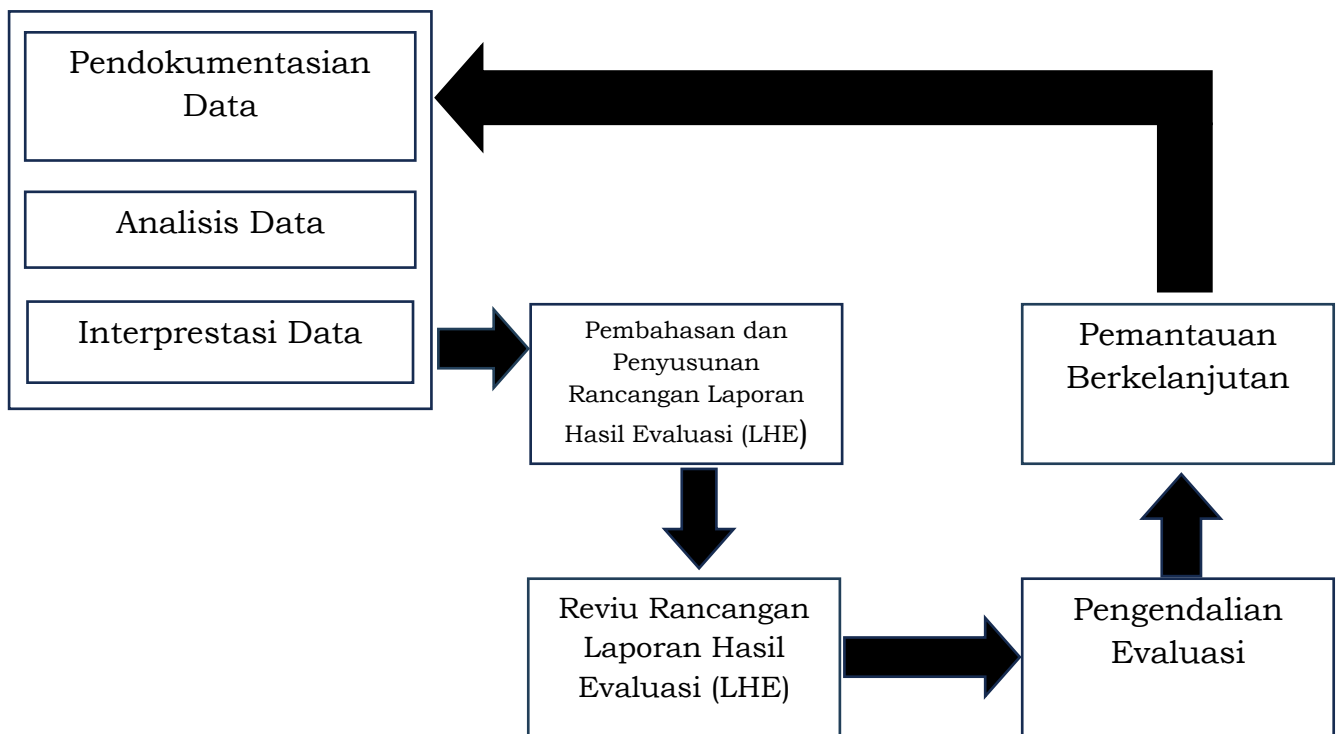 Pendokumentasian
Data
Analisis Data
Interprestasi Data
Pembahasan dan
Penyusunan
Rancangan Laporan
Hasil Evaluasi (LHE)
Reviu Rancangan
Laporan Hasil
Evaluasi (LHE)
Pengendalian
Evaluasi
Pemantauan
Berkelanjutan